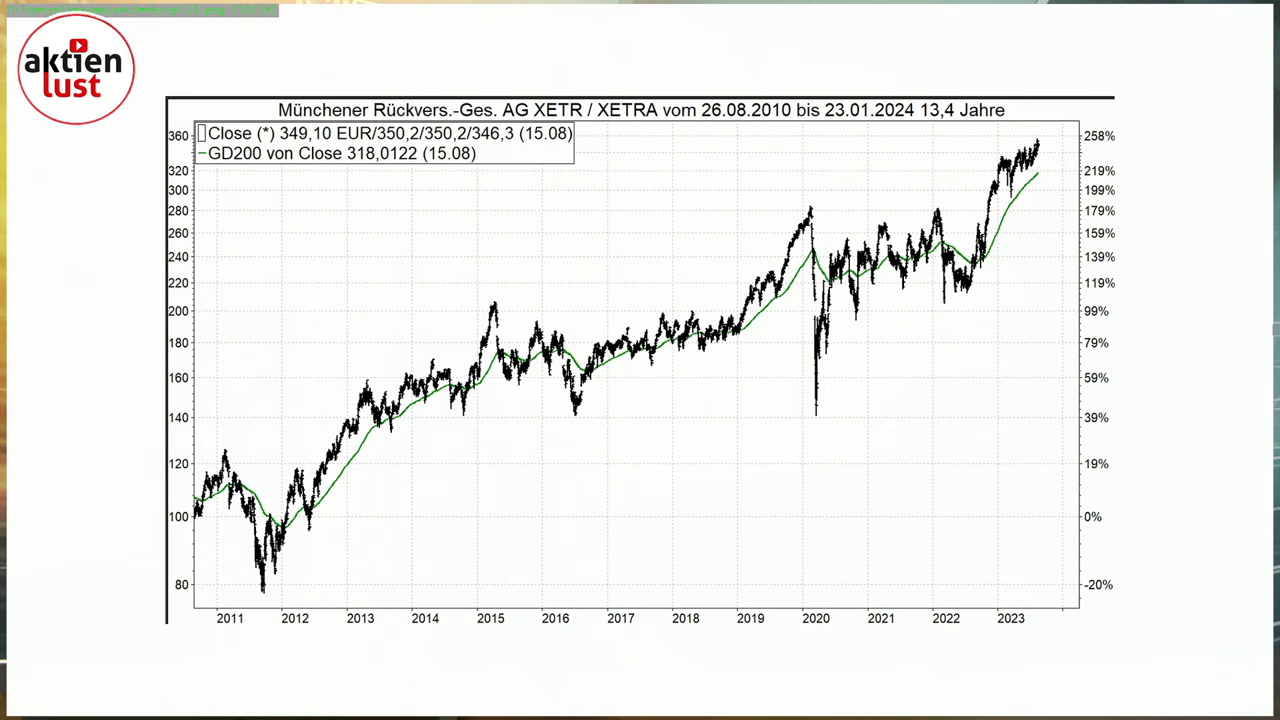 aktien
lust
Münchener Rückvers.-Ges. AG XETR / XETRA vom 26.08.2010 bis 23.01.2024 13,4 Jahre
Close (*) 349,10 EUR/350,2/350,2/346,3 (15.08)
GD200 von Close 318,0122 (15.08)
360 258%
320 219%
300 199%
280 179%
260 159%
240 139%
220 119%
200 99%
180 79%
160 59%
140 39%
120 19%
100 0%
80 -20%
2011 2012 2013 2014 2015 2016 2017 2018 2019 2020 2021 2022 2023